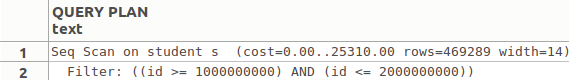 QUERY PLAN
text
1 Seq Scan on student s (cost=0.00..25310.00 rows=469289 width=14)
2 Filter: ((id >= 1000000000) AND (id <= 2000000000))